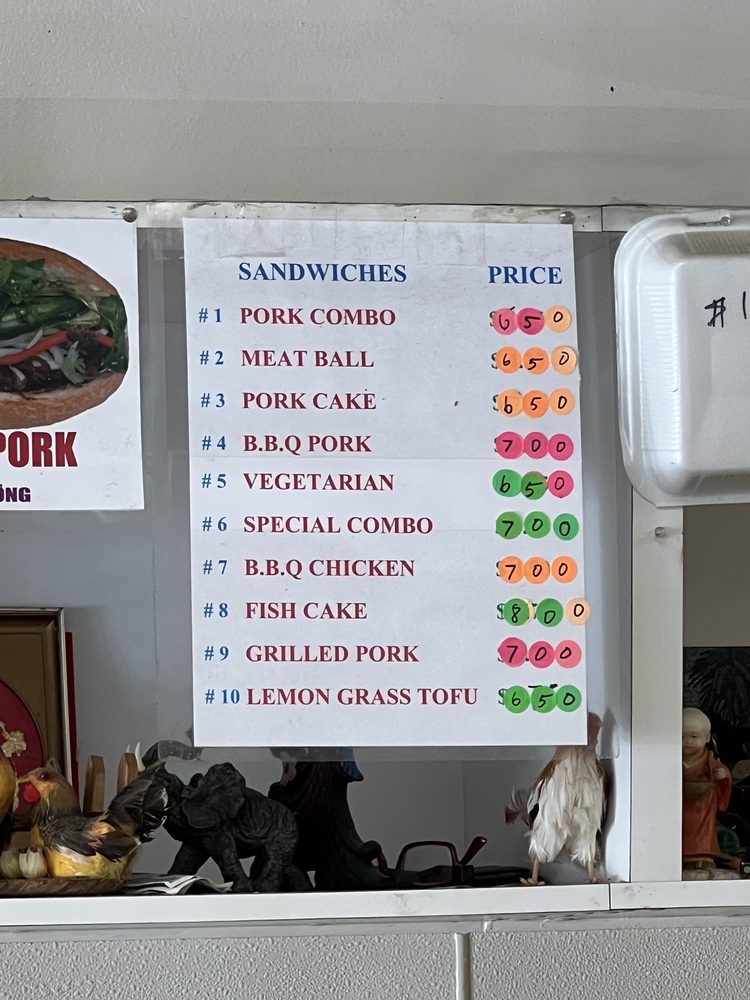 SANDWICHES PRICE
#1 PORK COMBO $650
#2 MEAT BALL $650
#3 PORK CAKE $650
#4 B.B.Q PORK $700
#5 VEGETARIAN 650
#6 SPECIAL COMBO $700
#7 B.B.Q CHICKEN $700
#8 FISH CAKE $800
#9 GRILLED PORK $700
#10 LEMON GRASS TOFU $650
PORK
# 1